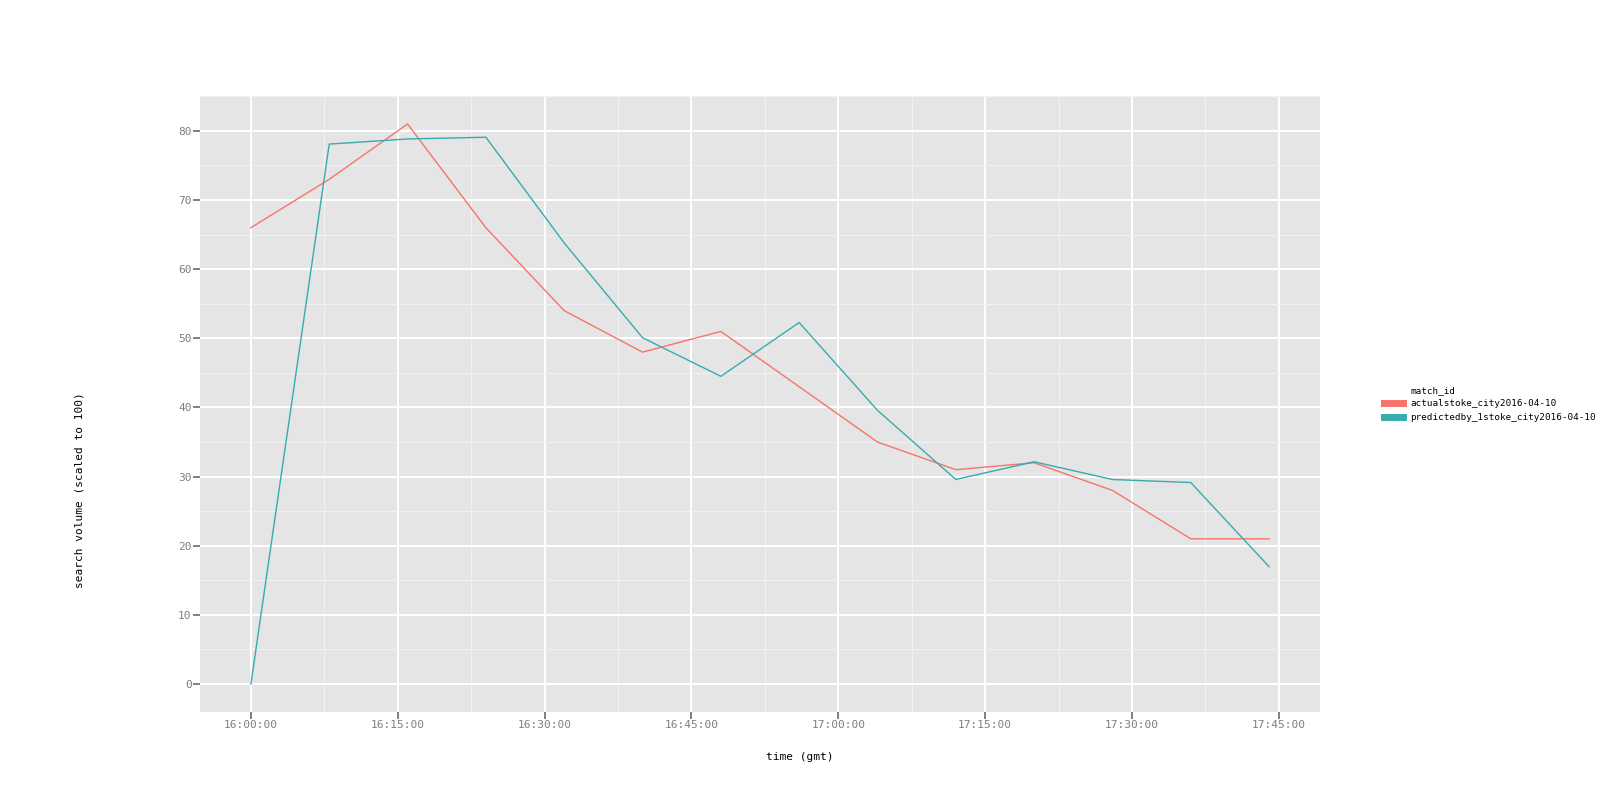 80
70
60
50
40
30
20
10
0
search volume (scaled to 100)
16:00:00 16:15:00 16:30:00 16:45:00 17:00:00 17:15:00 17:30:00 17:45:00
time (gmt)
match_id
actualstoke_city2016-04-10
predictedby_1stoke_city2016-04-10